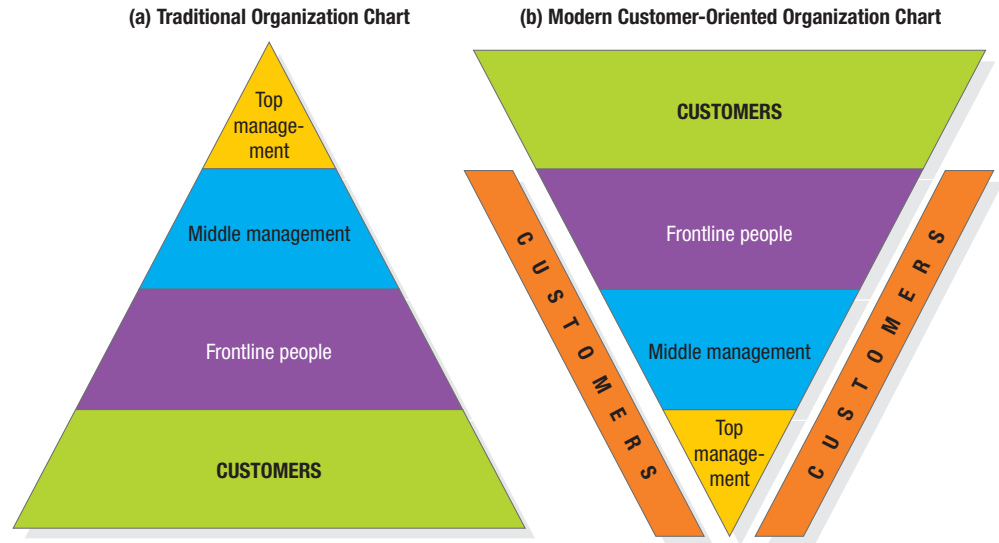 (a) Traditional Organization Chart
Top
manage-
ment
Middle management
Frontline people
CUSTOMERS
(b) Modern Customer-Oriented Organization Chart
CUSTOMERS
Frontline people
Middle management
Top
manage-
ment
CUSTOMERS
CUSTOMERS